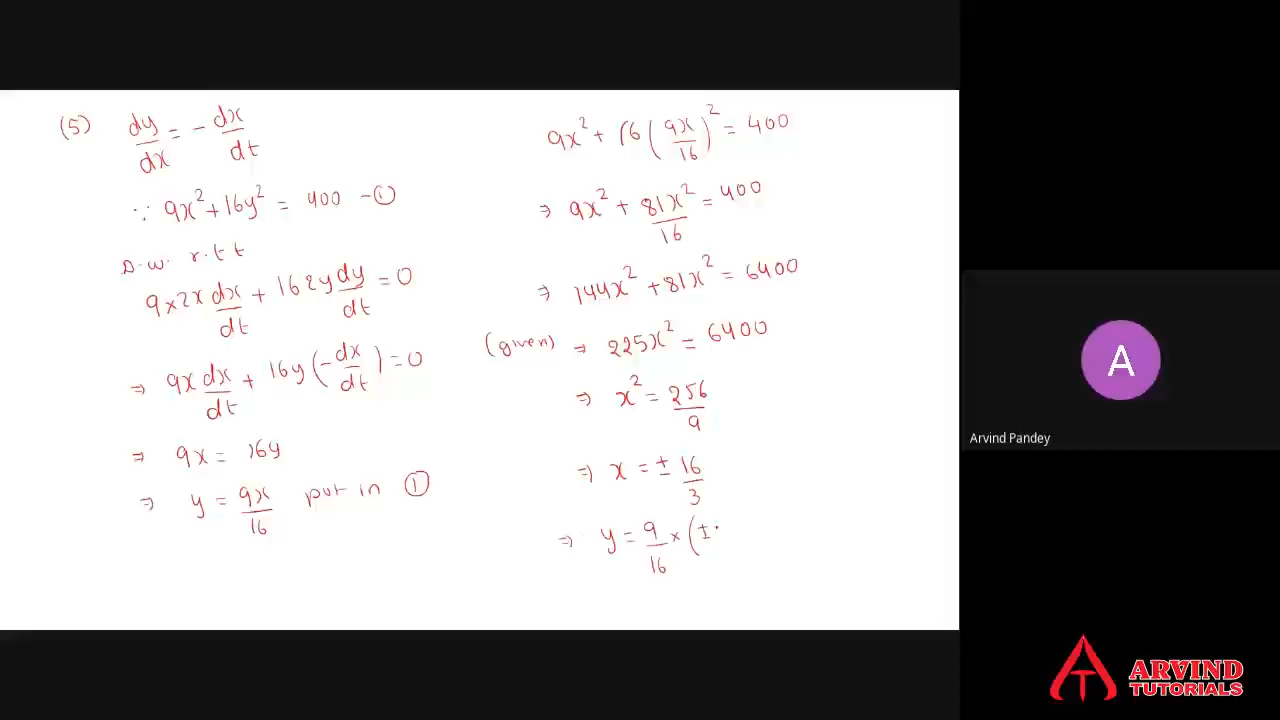 (5) dy/dx = - dx/dt
∵ 9x² + 16y² = 400 - ①
D.w. r.t t
9×2x dx/dt + 16 2y dy/dt = 0
⇒ 9x dx/dt + 16y (- dx/dt) = 0
⇒ 9x = 16y
⇒ y = 9x/16 put in ①
9x² + 16 (9x/16)² = 400
⇒ 9x² + 81x²/16 = 400
⇒ 144x² + 81x² = 6400
(given) ⇒ 225x² = 6400
⇒ x² = 256/9
⇒ x = ± 16/3
⇒ y = 9/16 × (±
A
Arvind Pandey
ARVIND
TUTORIALS